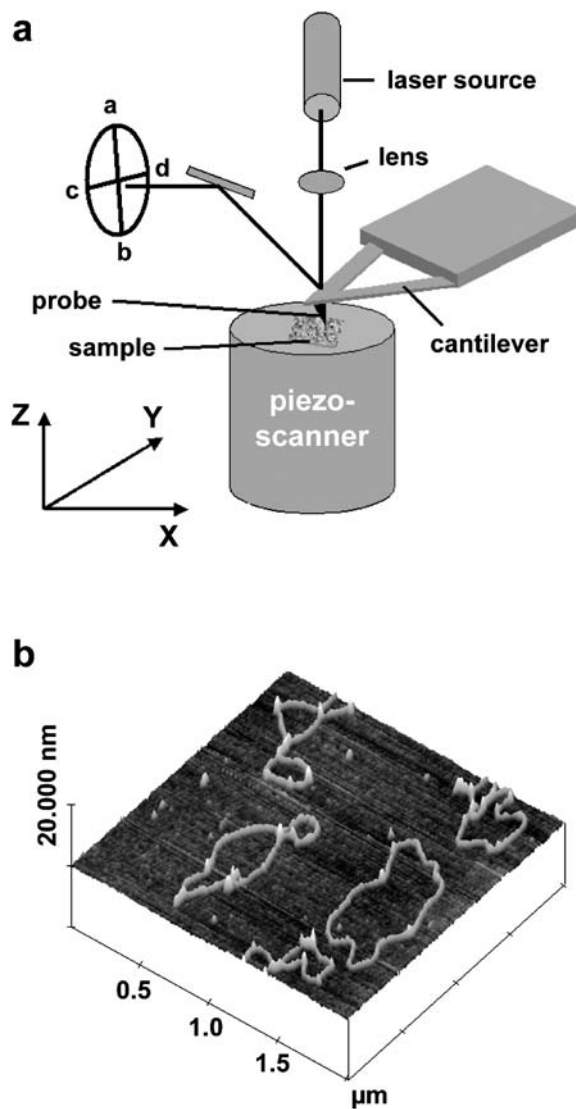 a
laser source
a
lens
d
c
b
probe
cantilever
sample
piezo-
scanner
Z
Y
X
b
20.000 nm
0.5
1.0
1.5
µm